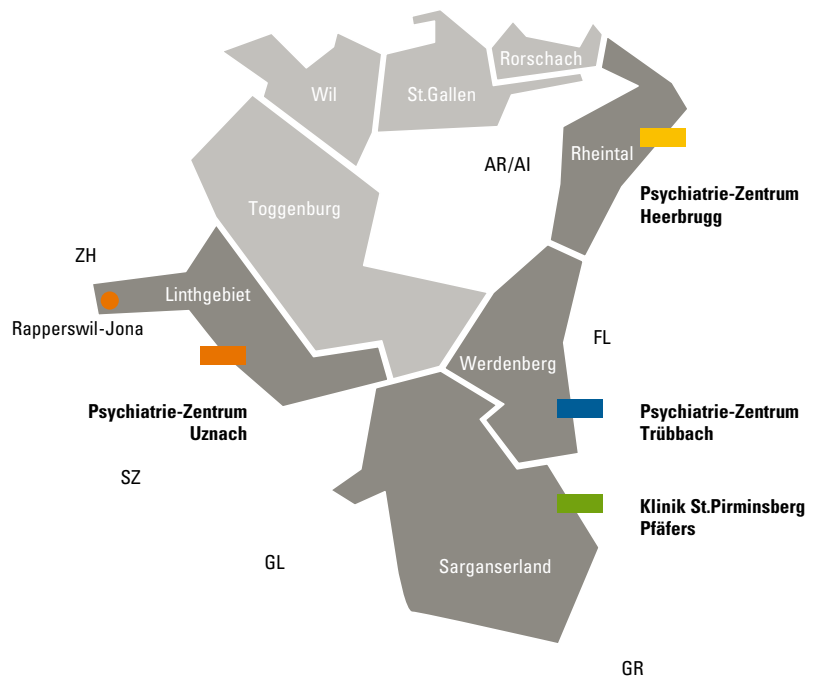 Rorschach
Wil
St.Gallen
Rheintal
AR/AI
Psychiatrie-Zentrum
Heerbrugg
Toggenburg
ZH
Linthgebiet
Rapperswil-Jona
FL
Werdenberg
Psychiatrie-Zentrum
Uznach
Psychiatrie-Zentrum
Trübbach
SZ
Klinik St.Pirminsberg
Pfäfers
GL
Sarganserland
GR